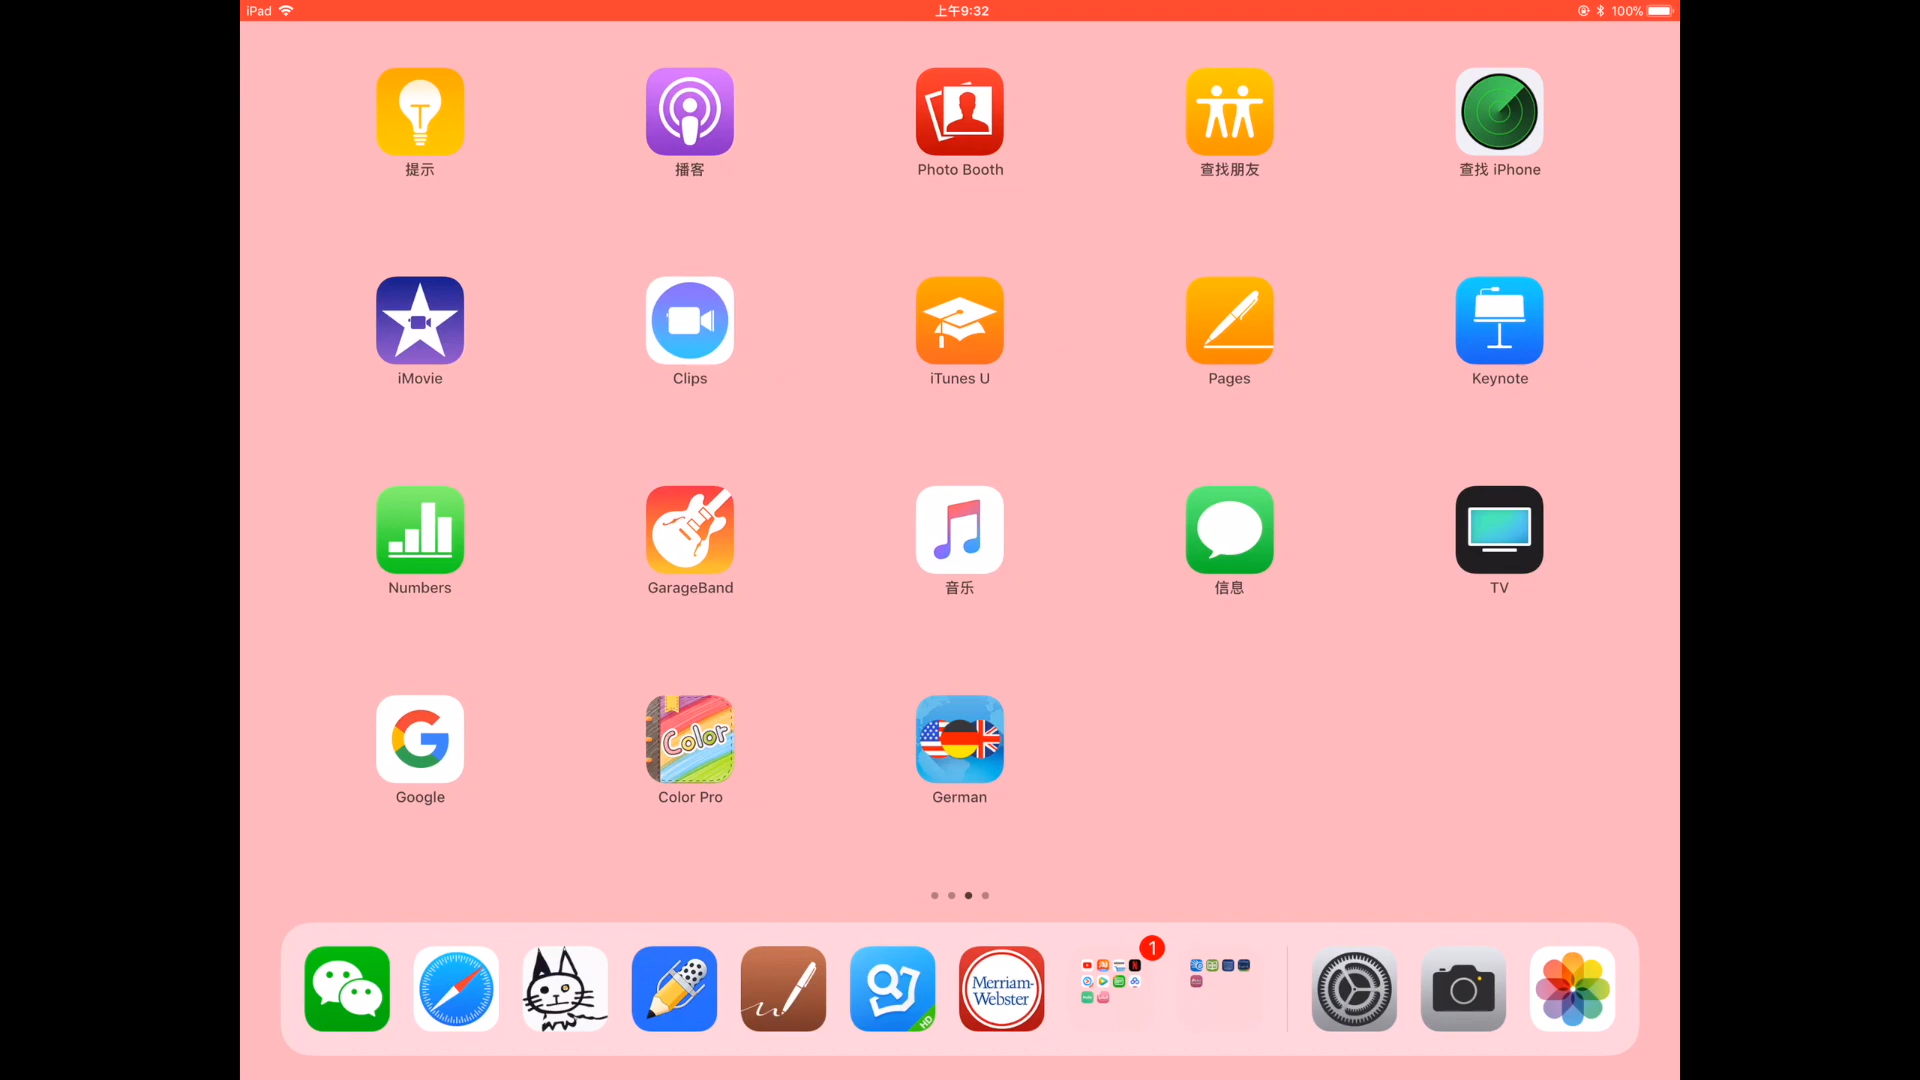 iPad 上午9:32 100%
提示 播客 Photo Booth 查找朋友 查找 iPhone
iMovie Clips iTunes U Pages Keynote
Numbers GarageBand 音乐 信息 TV
Color
Google Color Pro German
1
Merriam-
Webster
HD